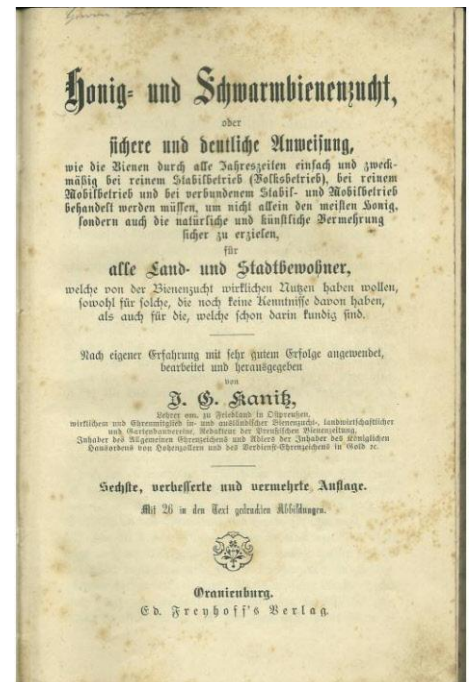 Honig- und Schwarmbienenzucht,
oder
sichere und deutliche Anweisung,
wie die Bienen durch alle Jahreszeiten einfach und zweck-
mäßig bei reinem Stabilbetrieb (Volksbetrieb), bei reinem
Mobilbetrieb und bei verbundenem Stabil- und Mobilbetrieb
behandelt werden müssen, um nicht allein den meisten Honig,
sondern auch die natürliche und künstliche Vermehrung
sicher zu erzielen,
für
alle Land- und Stadtbewohner,
welche von der Bienenzucht wirklichen Nutzen haben wollen,
sowohl für solche, die noch keine Kenntnisse davon haben,
als auch für die, welche schon darin kundig sind.
Nach eigener Erfahrung mit sehr gutem Erfolge angewendet,
bearbeitet und herausgegeben
von
J. G. Kanitz,
Lehrer em. zu Friedland in Ostpreußen,
wirklichem und Ehrenmitglied in- und ausländischer Bienenzucht-, landwirtschaftlicher
und Gartenbauvereine, Redakteur der Preußischen Bienenzeitung,
Inhaber des Allgemeinen Ehrenzeichens und Adlers der Inhaber des Königlichen
Hausordens von Hohenzollern und des Verdienst-Ehrenzeichens in Gold ec.
Sechste, verbesserte und vermehrte Auflage.
Mit 26 in den Text gedruckten Abbildungen.
Oranienburg.
Ed. Freyhoff's Verlag.